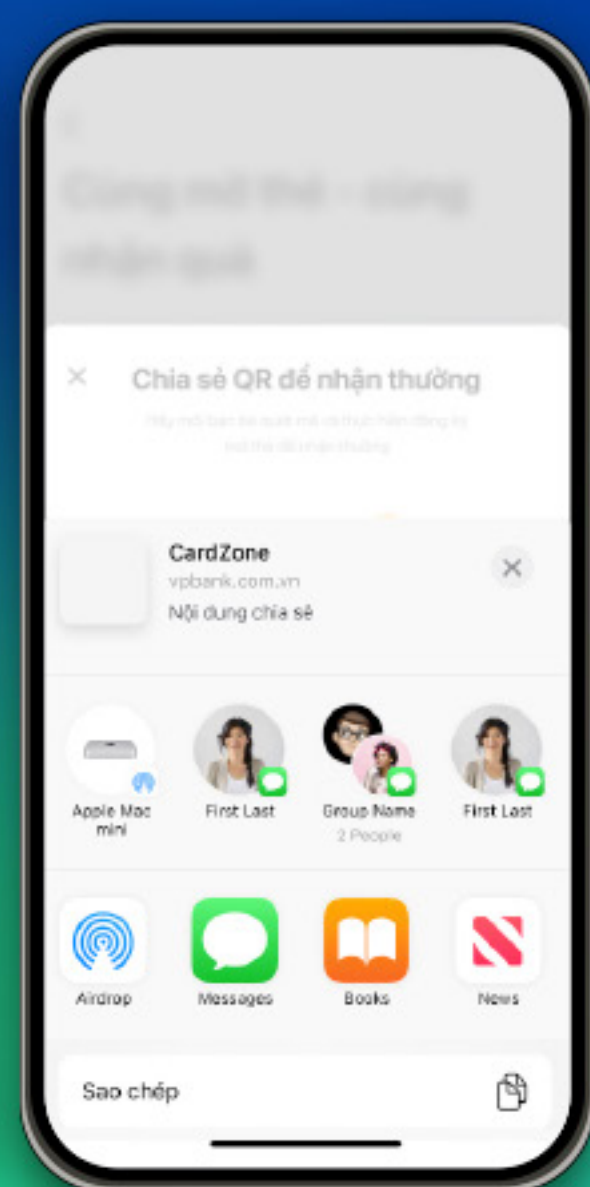 Cùng mở thẻ - cùng
nhận quà
Chia sẻ QR để nhận thưởng
CardZone
vpbank.com.vn
Nội dung chia sẻ
Apple Mac
mini
First Last
Group Name
2 People
First Last
Airdrop
Messages
Books
News
Sao chép